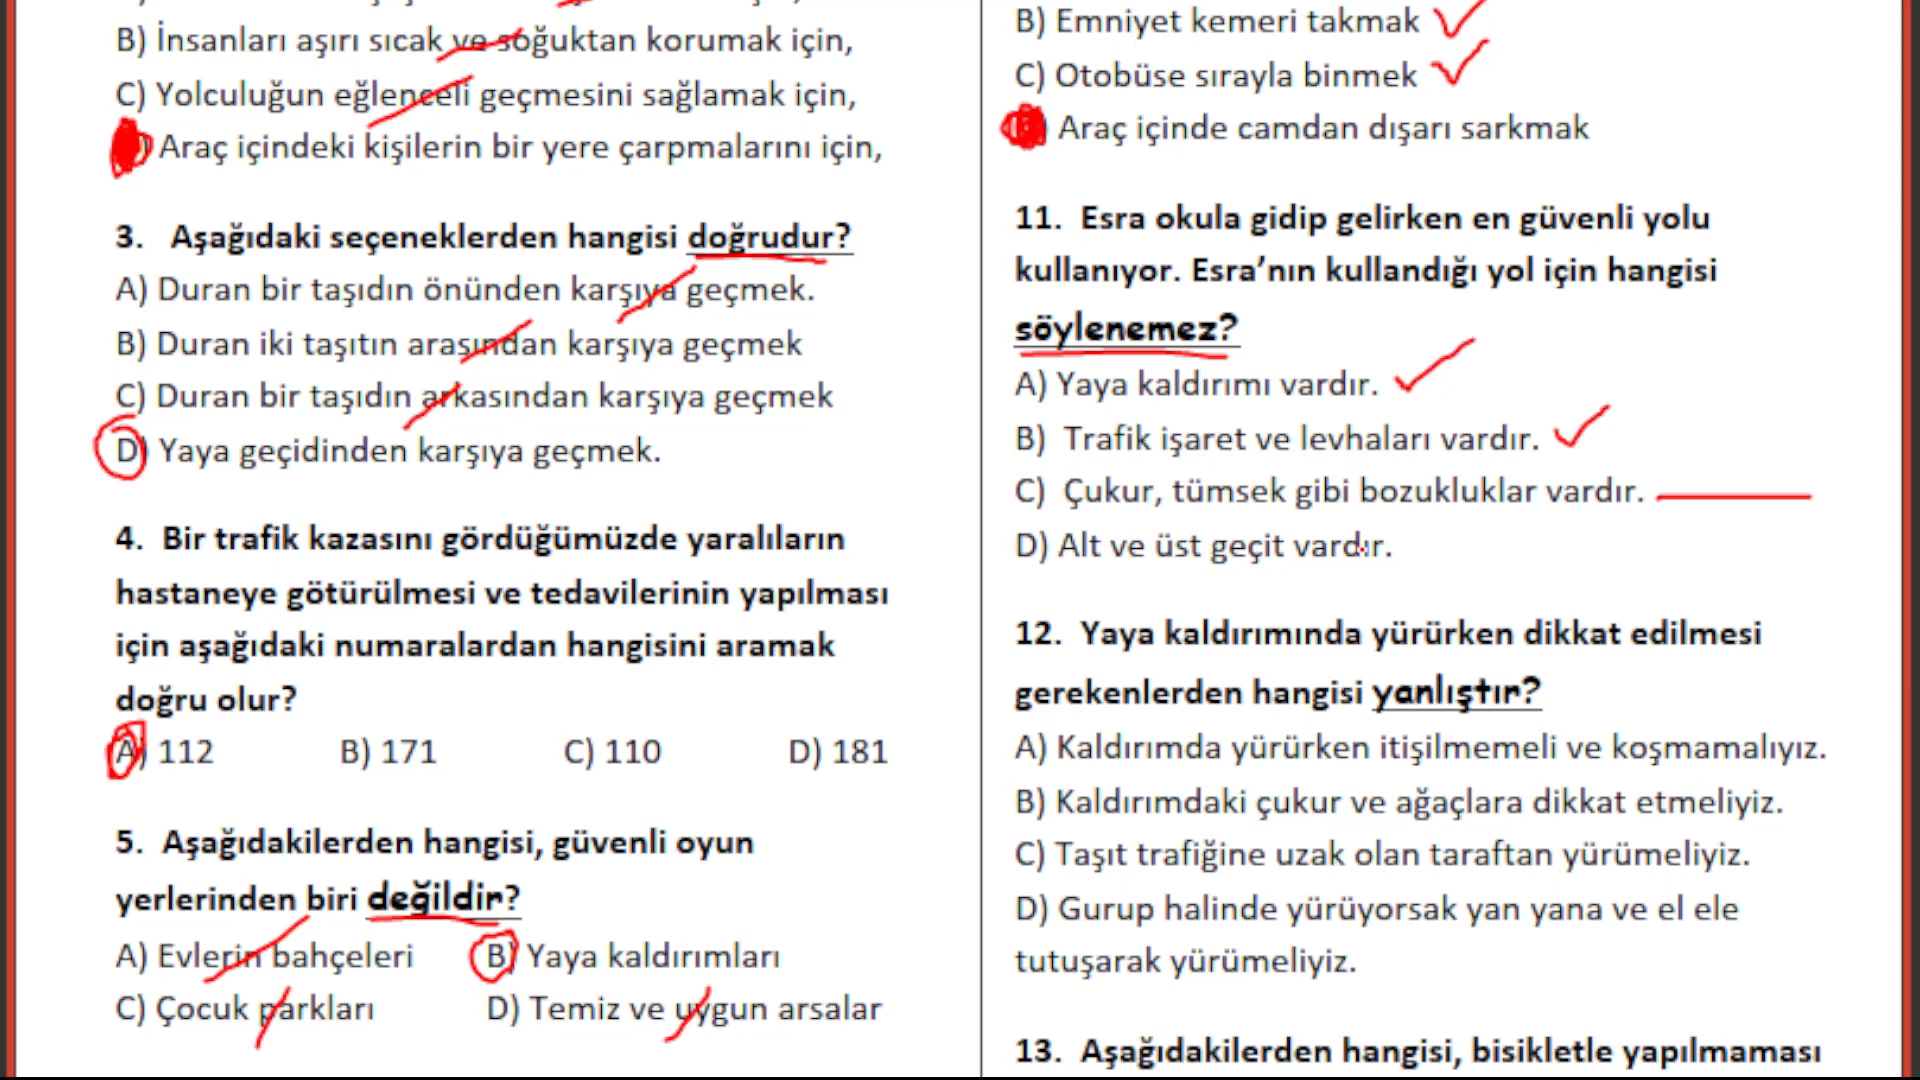 B) İnsanları aşırı sıcak ve soğuktan korumak için,
C) Yolculuğun eğlenceli geçmesini sağlamak için,
Araç içindeki kişilerin bir yere çarpmalarını için,
3. Aşağıdaki seçeneklerden hangisi doğrudur?
A) Duran bir taşıdın önünden karşıya geçmek.
B) Duran iki taşıtın arasından karşıya geçmek
C) Duran bir taşıdın arkasından karşıya geçmek
D) Yaya geçidinden karşıya geçmek.
4. Bir trafik kazasını gördüğümüzde yaralıların
hastaneye götürülmesi ve tedavilerinin yapılması
için aşağıdaki numaralardan hangisini aramak
doğru olur?
A) 112 B) 171 C) 110 D) 181
5. Aşağıdakilerden hangisi, güvenli oyun
yerlerinden biri değildir?
A) Evlerin bahçeleri B) Yaya kaldırımları
C) Çocuk parkları D) Temiz ve uygun arsalar
B) Emniyet kemeri takmak
C) Otobüse sırayla binmek
Araç içinde camdan dışarı sarkmak
11. Esra okula gidip gelirken en güvenli yolu
kullanıyor. Esra’nın kullandığı yol için hangisi
söylenemez?
A) Yaya kaldırımı vardır.
B) Trafik işaret ve levhaları vardır.
C) Çukur, tümsek gibi bozukluklar vardır.
D) Alt ve üst geçit vardır.
12. Yaya kaldırımında yürürken dikkat edilmesi
gerekenlerden hangisi yanlıştır?
A) Kaldırımda yürürken itişilmemeli ve koşmamalıyız.
B) Kaldırımdaki çukur ve ağaçlara dikkat etmeliyiz.
C) Taşıt trafiğine uzak olan taraftan yürümeliyiz.
D) Gurup halinde yürüyorsak yan yana ve el ele
tutuşarak yürümeliyiz.
13. Aşağıdakilerden hangisi, bisikletle yapılmaması